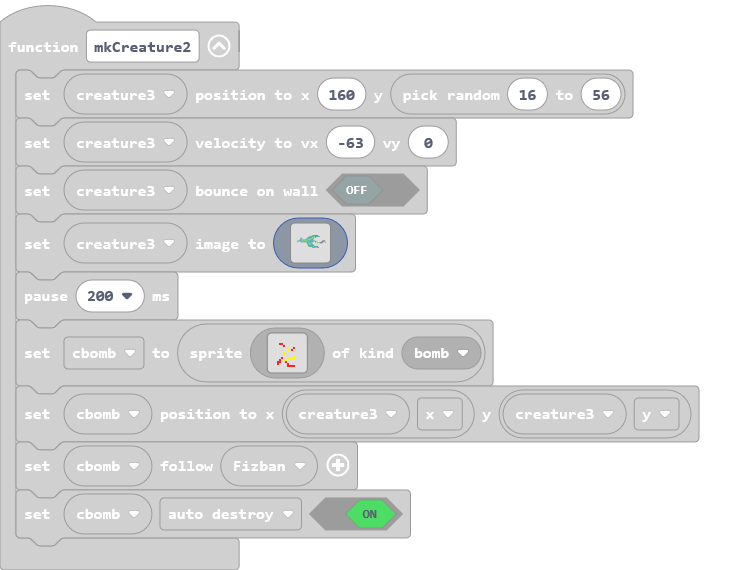 function mkCreature2
set creature3 position to x 160 y pick random 16 to 56
set creature3 velocity to vx -63 vy 0
set creature3 bounce on wall OFF
set creature3 image to
pause 200 ms
set cbomb to sprite of kind bomb
set cbomb position to x creature3 x y creature3 y
set cbomb follow Fizban
set cbomb auto destroy ON